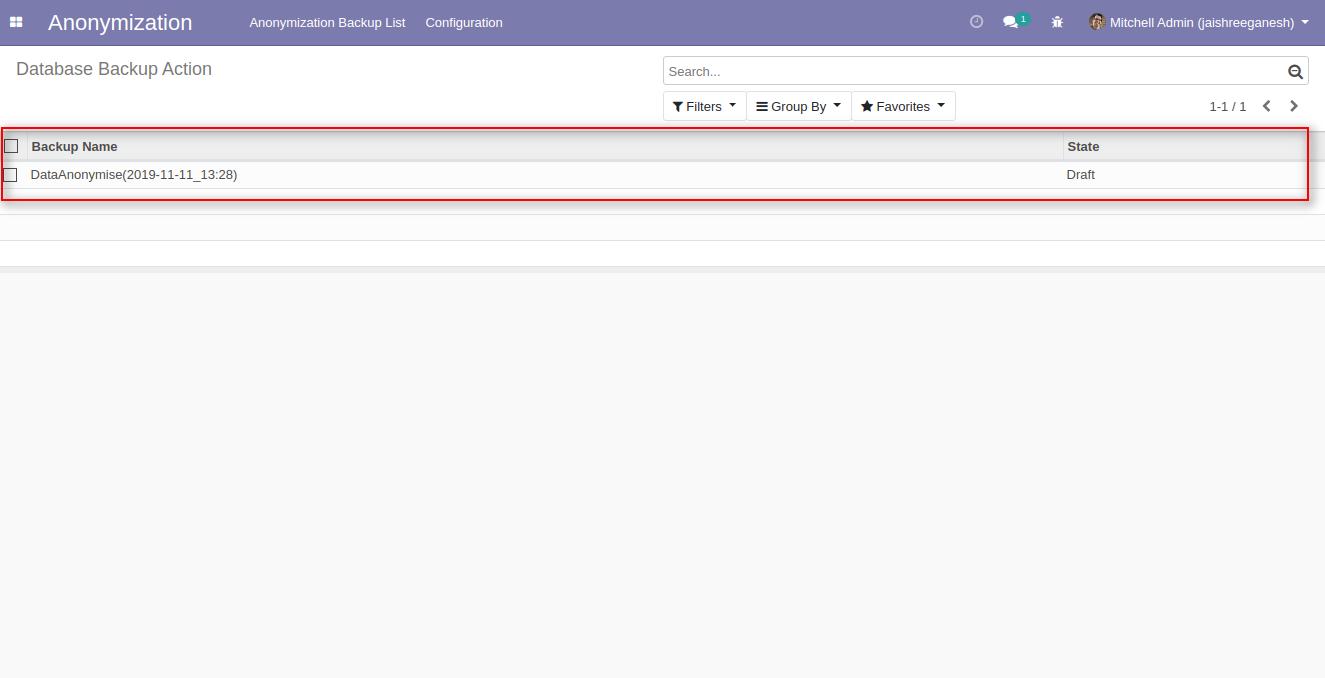 Anonymization Anonymization Backup List Configuration 1 Mitchell Admin (jaishreeganesh)
Database Backup Action
Search...
Filters Group By Favorites 1-1 / 1
Backup Name State
DataAnonymise(2019-11-11_13:28) Draft